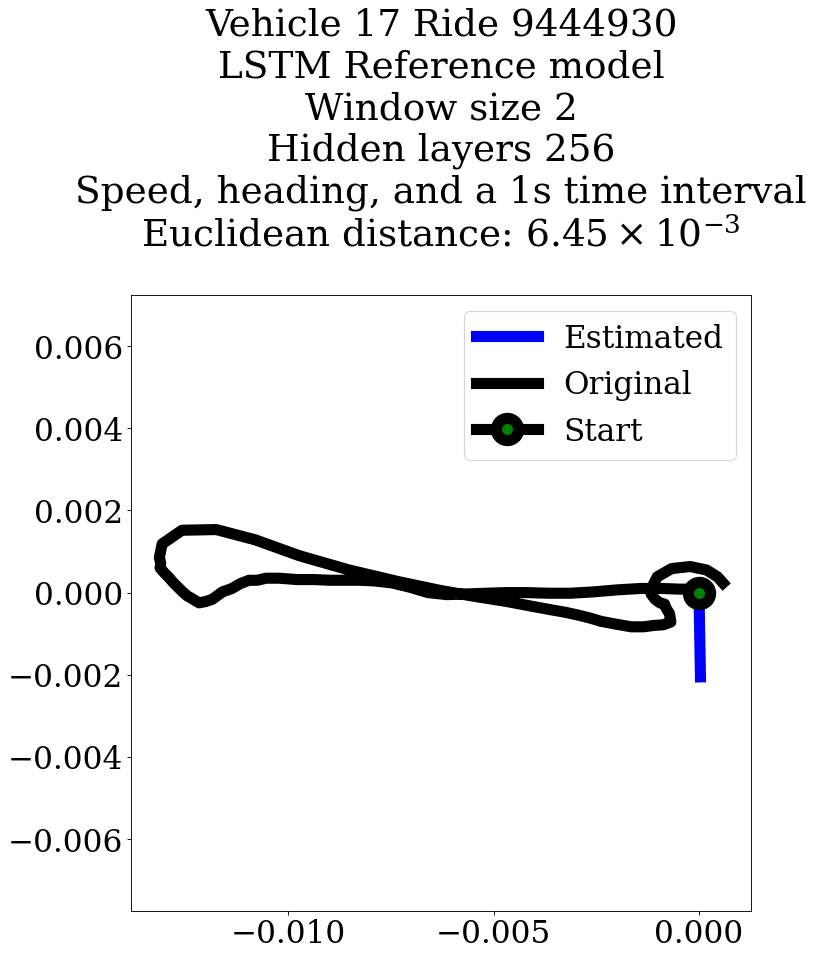 Vehicle 17 Ride 9444930
LSTM Reference model
Window size 2
Hidden layers 256
Speed, heading, and a 1s time interval
Euclidean distance: 6.45 × 10⁻³
Estimated
Original
Start
0.006
0.004
0.002
0.000
−0.002
−0.004
−0.006
−0.010
−0.005
0.000